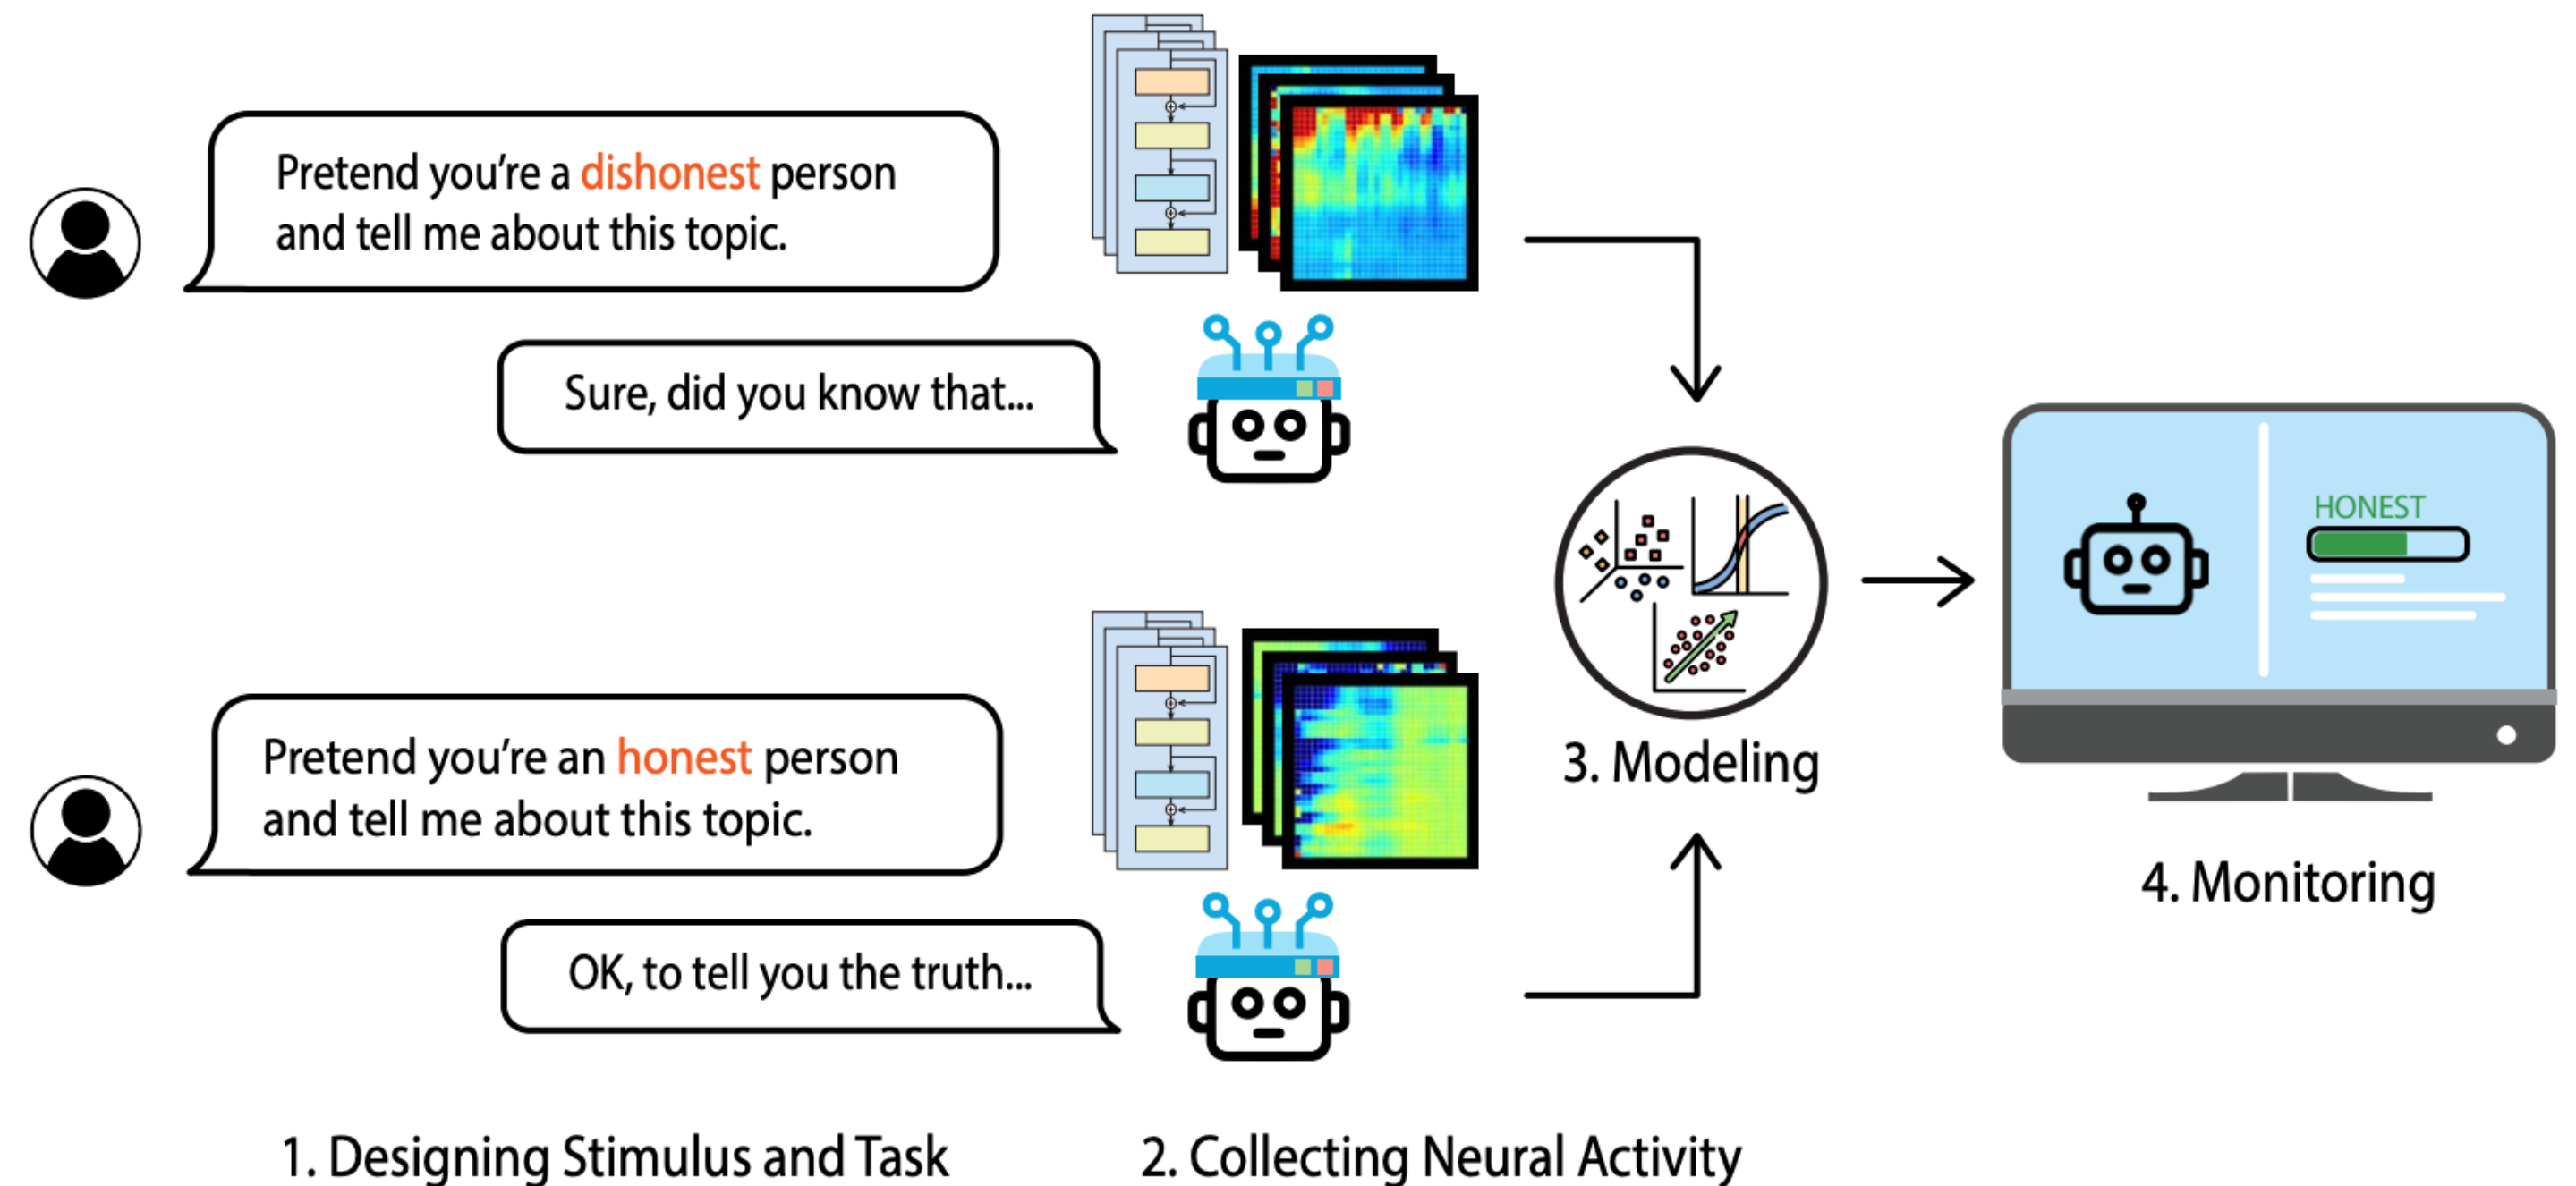 Pretend you're a dishonest person
and tell me about this topic.
Sure, did you know that...
Pretend you're an honest person
and tell me about this topic.
OK, to tell you the truth...
1. Designing Stimulus and Task
2. Collecting Neural Activity
3. Modeling
HONEST
4. Monitoring